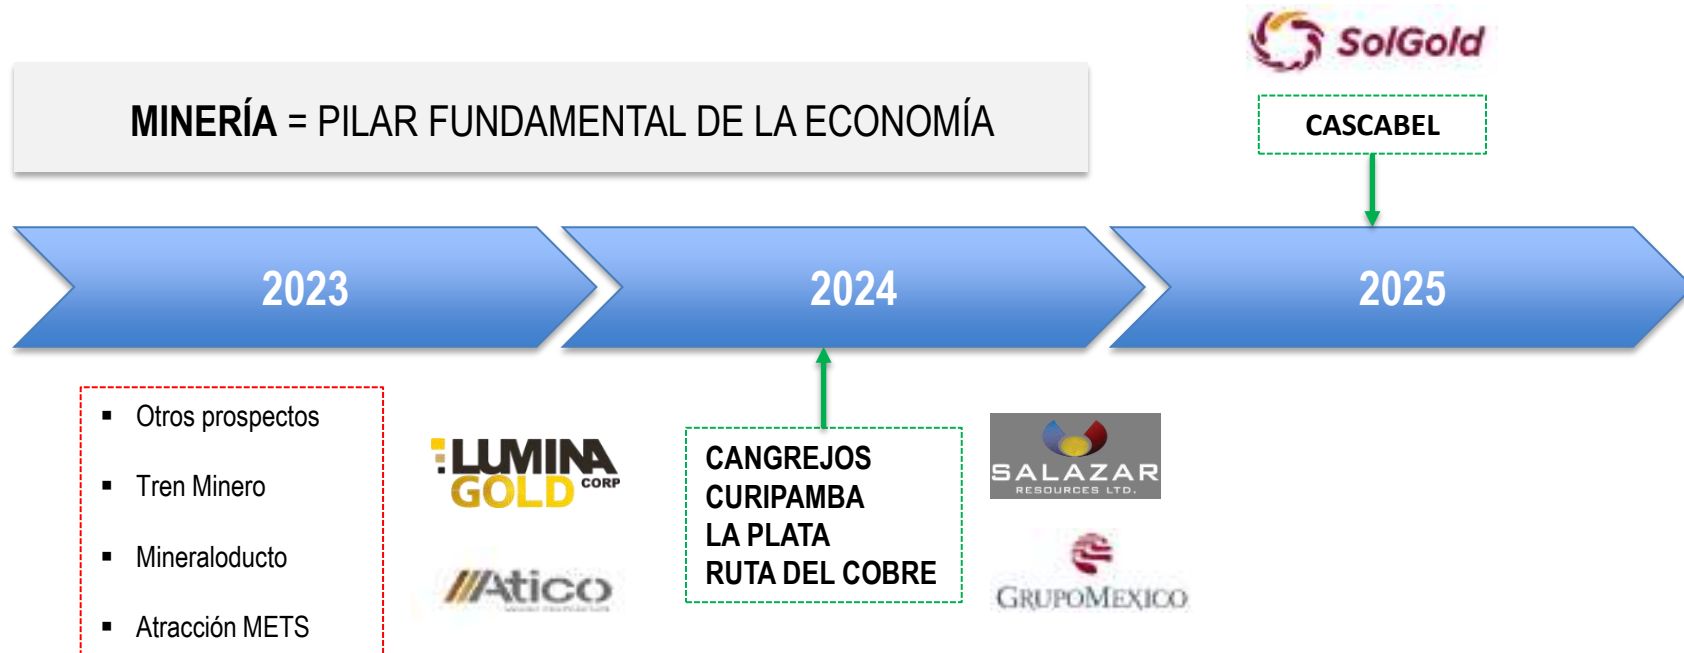 SolGold
MINERÍA = PILAR FUNDAMENTAL DE LA ECONOMÍA
CASCABEL
2023
2024
2025
▪ Otros prospectos
▪ Tren Minero
▪ Mineraloducto
▪ Atracción METS
LUMINA
GOLD CORP
Atico
CANGREJOS
CURIPAMBA
LA PLATA
RUTA DEL COBRE
SALAZAR
RESOURCES LTD.
GRUPOMEXICO